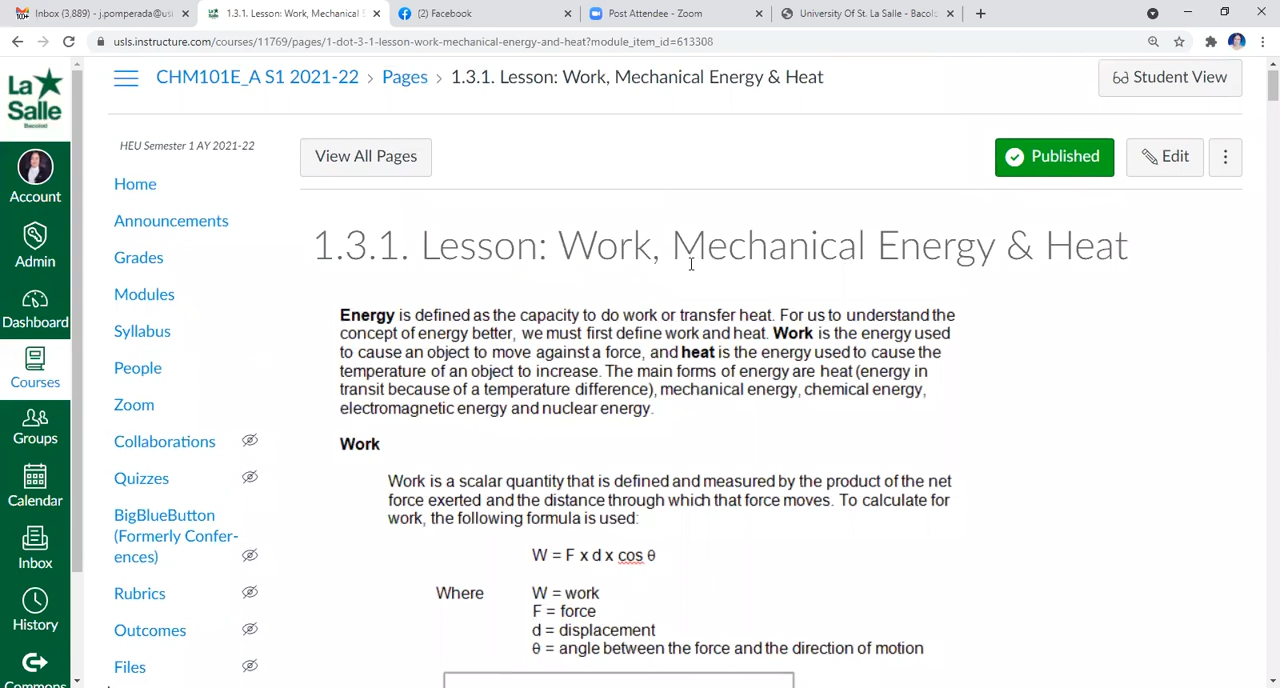 Inbox (3,889) - j.pomperada@usl
1.3.1. Lesson: Work, Mechanical E
(2) Facebook
Post Attendee - Zoom
University Of St. La Salle - Bacolo
usls.instructure.com/courses/11769/pages/1-dot-3-1-lesson-work-mechanical-energy-and-heat?module_item_id=613308
La Salle
Bacolod
CHM101E_A S1 2021-22 › Pages › 1.3.1. Lesson: Work, Mechanical Energy & Heat
Student View
HEU Semester 1 AY 2021-22
View All Pages
Published
Edit
Account
Admin
Dashboard
Courses
Groups
Calendar
Inbox
History
Commons
Home
Announcements
Grades
Modules
Syllabus
People
Zoom
Collaborations
Quizzes
BigBlueButton
(Formerly Confer-
ences)
Rubrics
Outcomes
Files
1.3.1. Lesson: Work, Mechanical Energy & Heat
Energy is defined as the capacity to do work or transfer heat. For us to understand the
concept of energy better, we must first define work and heat. Work is the energy used
to cause an object to move against a force, and heat is the energy used to cause the
temperature of an object to increase. The main forms of energy are heat (energy in
transit because of a temperature difference), mechanical energy, chemical energy,
electromagnetic energy and nuclear energy.
Work
Work is a scalar quantity that is defined and measured by the product of the net
force exerted and the distance through which that force moves. To calculate for
work, the following formula is used:
W = F x d x cos θ
Where W = work
F = force
d = displacement
θ = angle between the force and the direction of motion